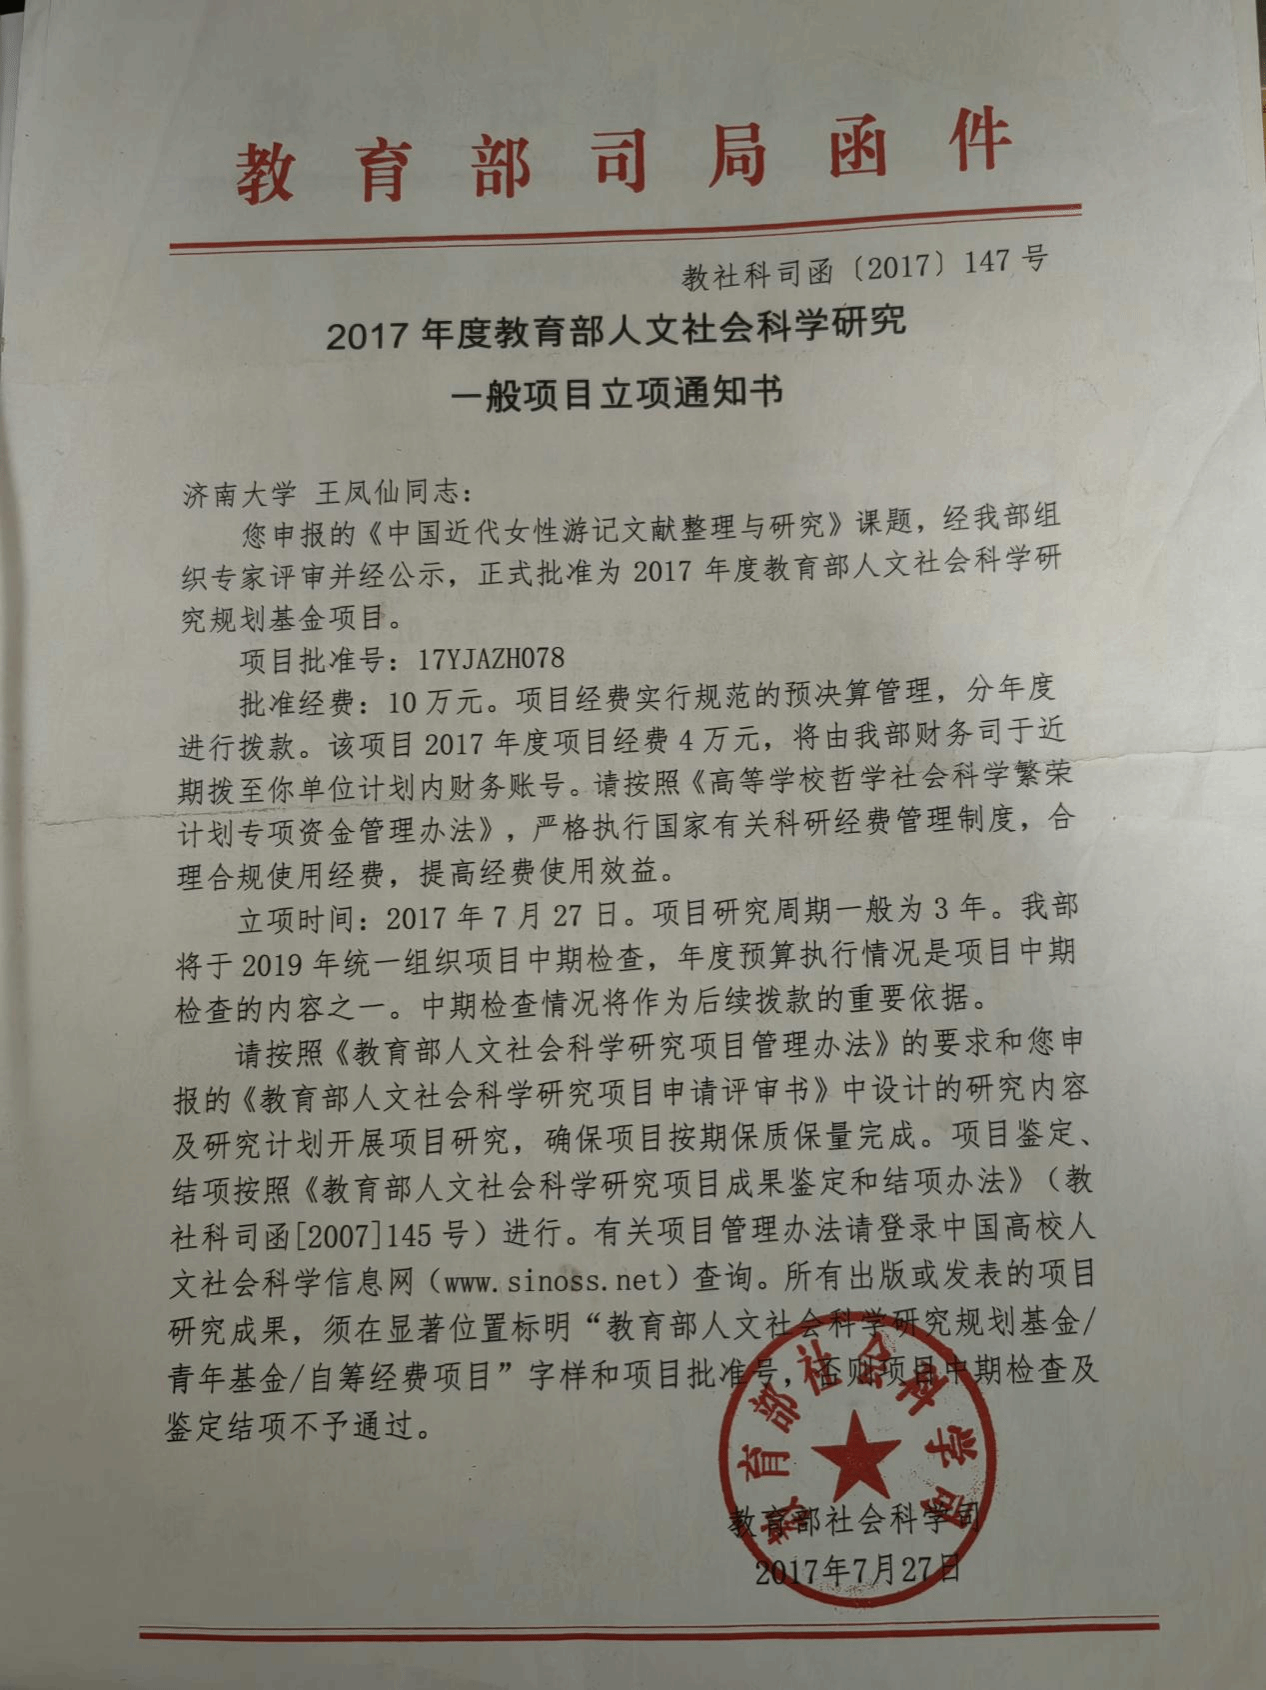 教育部司局函件
教社科司函〔2017〕147号
2017年度教育部人文社会科学研究
一般项目立项通知书
济南大学 王凤仙同志：
您申报的《中国近代女性游记文献整理与研究》课题，经我部组
织专家评审并经公示，正式批准为2017年度教育部人文社会科学研
究规划基金项目。
项目批准号：17YJAZH078
批准经费：10万元。项目经费实行规范的预决算管理，分年度
进行拨款。该项目2017年度项目经费4万元，将由我部财务司于近
期拨至你单位计划内财务账号。请按照《高等学校哲学社会科学繁荣
计划专项资金管理办法》，严格执行国家有关科研经费管理制度，合
理合规使用经费，提高经费使用效益。
立项时间：2017年7月27日。项目研究周期一般为3年。我部
将于2019年统一组织项目中期检查，年度预算执行情况是项目中期
检查的内容之一。中期检查情况将作为后续拨款的重要依据。
请按照《教育部人文社会科学研究项目管理办法》的要求和您申
报的《教育部人文社会科学研究项目申请评审书》中设计的研究内容
及研究计划开展项目研究，确保项目按期保质保量完成。项目鉴定、
结项按照《教育部人文社会科学研究项目成果鉴定和结项办法》（教
社科司函[2007]145号）进行。有关项目管理办法请登录中国高校人
文社会科学信息网（www.sinoss.net）查询。所有出版或发表的项目
研究成果，须在显著位置标明“教育部人文社会科学研究规划基金/
青年基金/自筹经费项目”字样和项目批准号，否则项目中期检查及
鉴定结项不予通过。
教育部社会科学司
教育部社会科学司
2017年7月27日